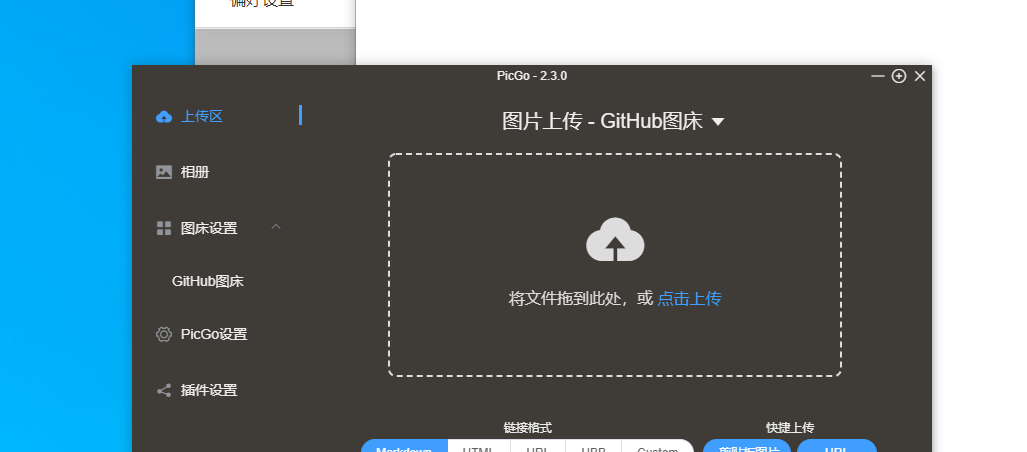 偏好设置
PicGo - 2.3.0
上传区
图片上传 - GitHub图床
相册
图床设置
GitHub图床
将文件拖到此处，或 点击上传
PicGo设置
插件设置
链接格式 快捷上传
Markdown HTML URL UBB Custom 剪贴板图片 URL